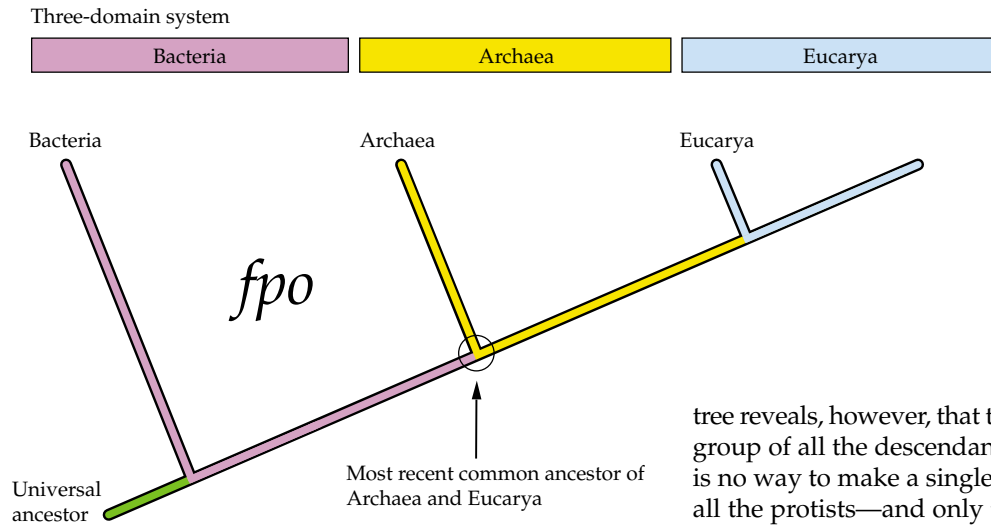 Three-domain system
Bacteria
Archaea
Eucarya
Bacteria
Archaea
Eucarya
fpo
Most recent common ancestor of
Archaea and Eucarya
Universal
ancestor
tree reveals, however, that t
group of all the descendan
is no way to make a single
all the protists—and only